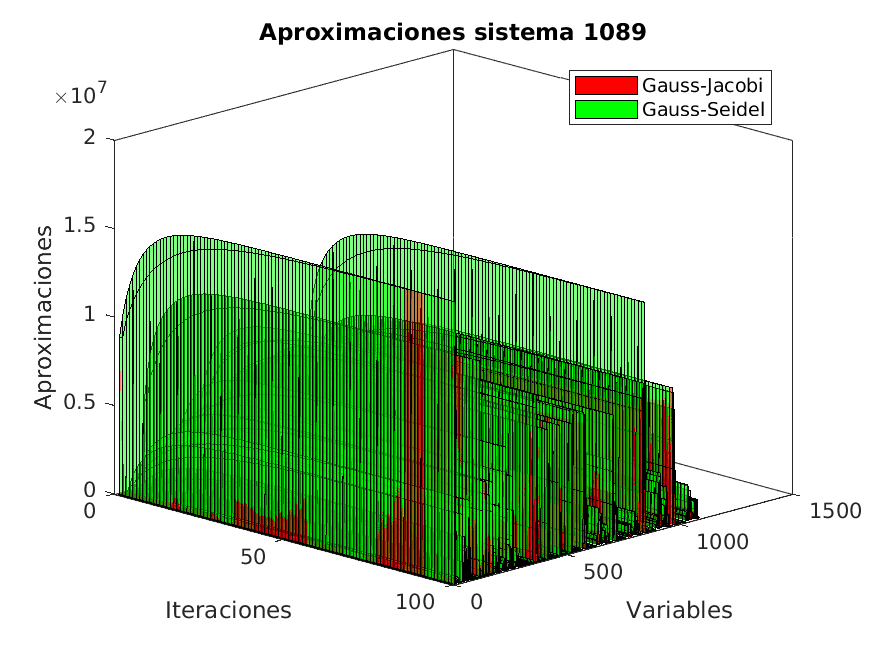 Aproximaciones sistema 1089
Gauss-Jacobi
Gauss-Seidel
×10^7
2
1.5
1
0.5
0
Aproximaciones
0
50
100
Iteraciones
0
500
1000
1500
Variables